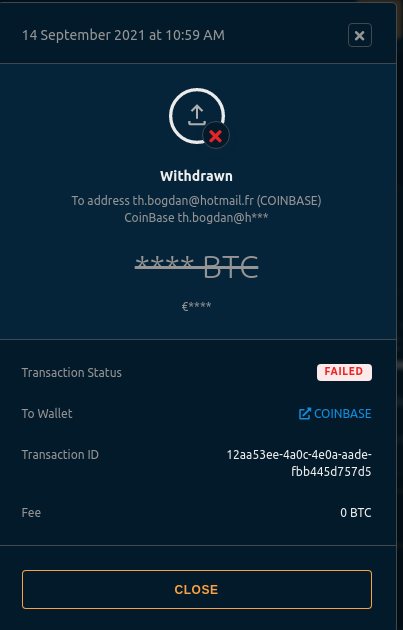 14 September 2021 at 10:59 AM
Withdrawn
To address th.bogdan@hotmail.fr (COINBASE)
CoinBase th.bogdan@h***
**** BTC
€****
Transaction Status FAILED
To Wallet COINBASE
Transaction ID 12aa53ee-4a0c-4e0a-aade-
fbb445d757d5
Fee 0 BTC
CLOSE